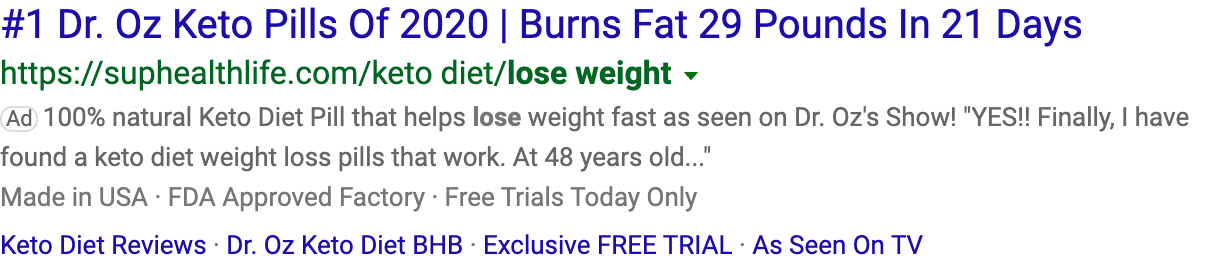 #1 Dr. Oz Keto Pills Of 2020 | Burns Fat 29 Pounds In 21 Days
https://suphealthlife.com/keto diet/lose weight
Ad 100% natural Keto Diet Pill that helps lose weight fast as seen on Dr. Oz's Show! "YES!! Finally, I have
found a keto diet weight loss pills that work. At 48 years old..."
Made in USA · FDA Approved Factory · Free Trials Today Only
Keto Diet Reviews · Dr. Oz Keto Diet BHB · Exclusive FREE TRIAL · As Seen On TV